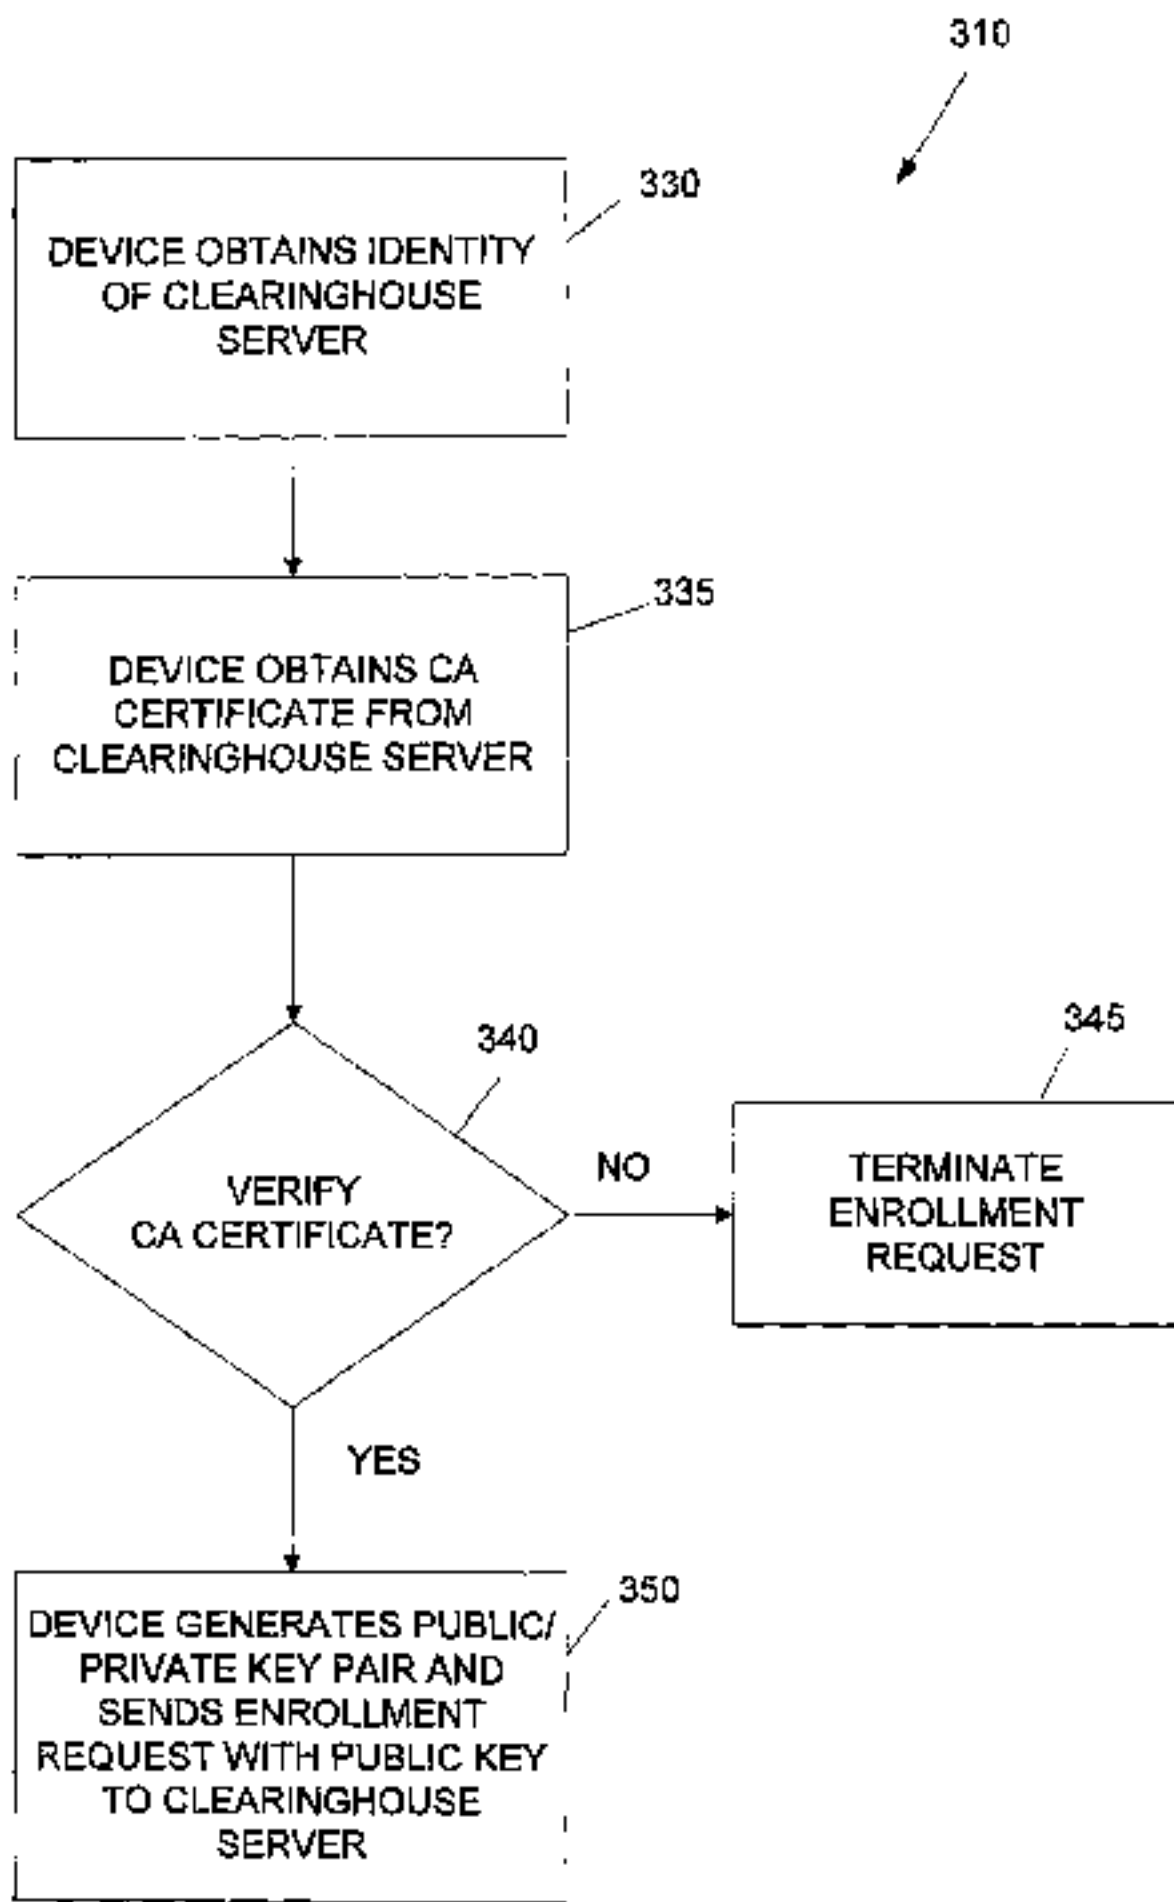 310
330
DEVICE OBTAINS IDENTITY
OF CLEARINGHOUSE
SERVER
335
DEVICE OBTAINS CA
CERTIFICATE FROM
CLEARINGHOUSE SERVER
340
345
VERIFY
CA CERTIFICATE?
NO
TERMINATE
ENROLLMENT
REQUEST
YES
350
DEVICE GENERATES PUBLIC/
PRIVATE KEY PAIR AND
SENDS ENROLLMENT
REQUEST WITH PUBLIC KEY
TO CLEARINGHOUSE
SERVER